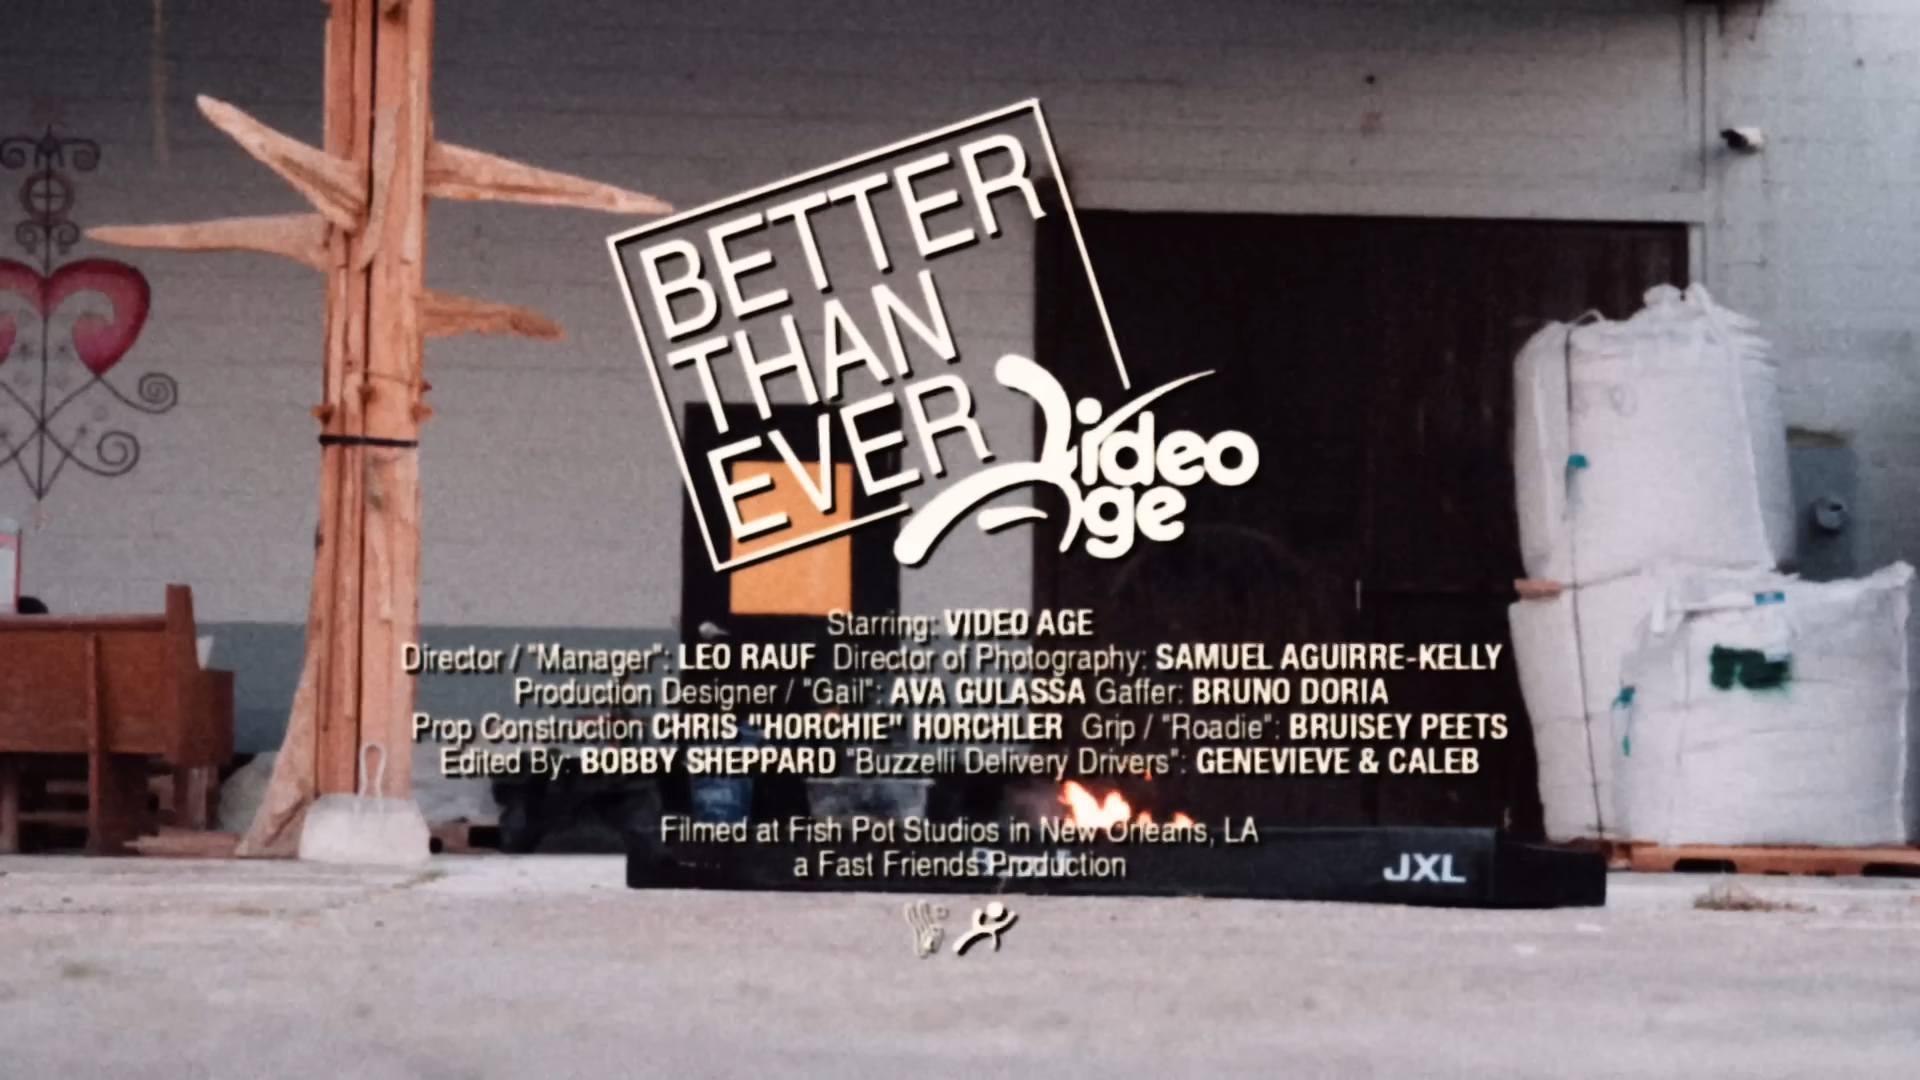 BETTER
THAN
EVER
Video
Age
Starring: VIDEO AGE
Director / "Manager": LEO RAUF Director of Photography: SAMUEL AGUIRRE-KELLY
Production Designer / "Gail": AVA GULASSA Gaffer: BRUNO DORIA
Prop Construction CHRIS "HORCHIE" HORCHLER Grip / "Roadie": BRUISEY PEETS
Edited By: BOBBY SHEPPARD "Buzzelli Delivery Drivers": GENEVIEVE & CALEB
Filmed at Fish Pot Studios in New Orleans, LA
a Fast Friends Production
JXL